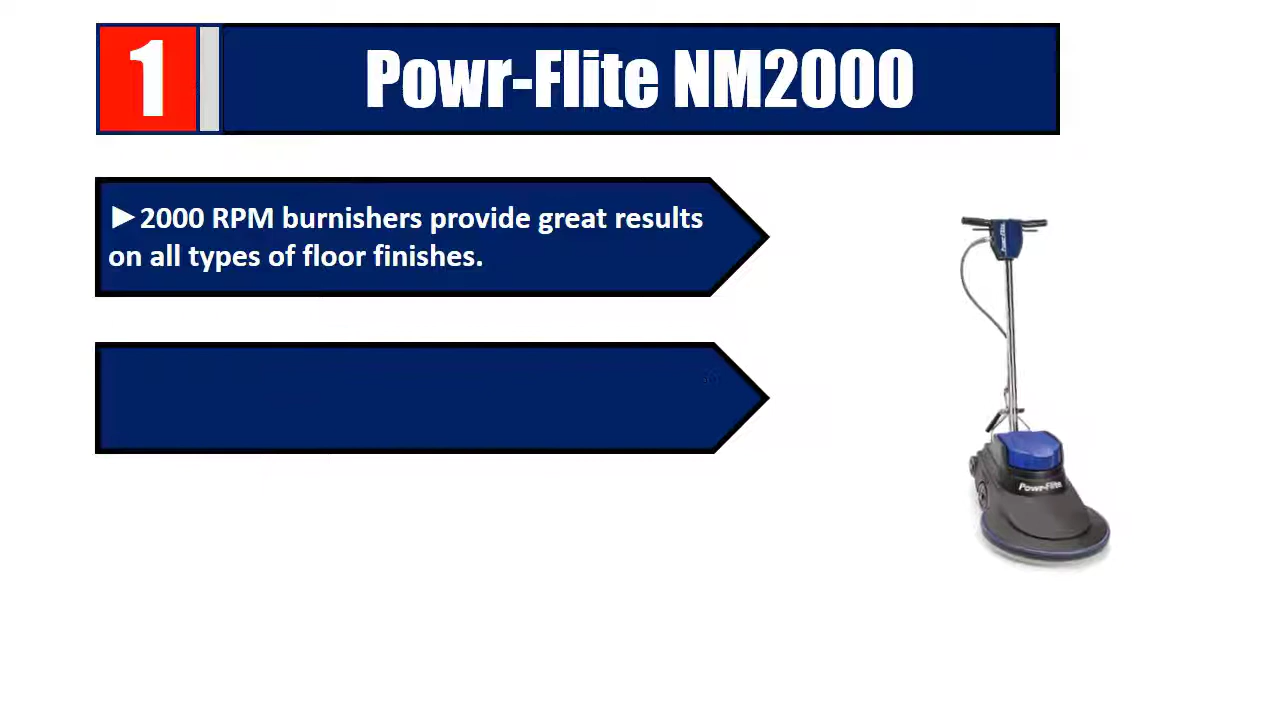 1
Powr-Flite NM2000
►2000 RPM burnishers provide great results
on all types of floor finishes.
Powr-Flite
Powr-Flite